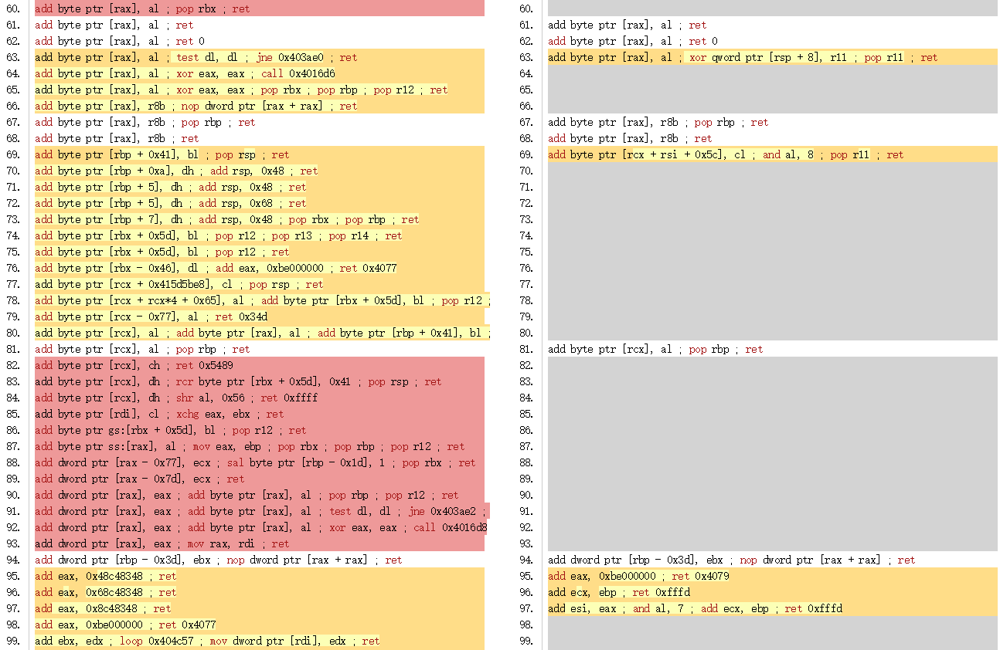 60. add byte ptr [rax], al ; pop rbx ; ret
61. add byte ptr [rax], al ; ret
62. add byte ptr [rax], al ; ret 0
63. add byte ptr [rax], al ; test dl, dl ; jne 0x403ae0 ; ret
64. add byte ptr [rax], al ; xor eax, eax ; call 0x4016d6
65. add byte ptr [rax], al ; xor eax, eax ; pop rbx ; pop rbp ; pop r12 ; ret
66. add byte ptr [rax], r8b ; nop dword ptr [rax + rax] ; ret
67. add byte ptr [rax], r8b ; pop rbp ; ret
68. add byte ptr [rax], r8b ; ret
69. add byte ptr [rbp + 0x41], bl ; pop rsp ; ret
70. add byte ptr [rbp + 0xa], dh ; add rsp, 0x48 ; ret
71. add byte ptr [rbp + 5], dh ; add rsp, 0x48 ; ret
72. add byte ptr [rbp + 5], dh ; add rsp, 0x68 ; ret
73. add byte ptr [rbp + 7], dh ; add rsp, 0x48 ; pop rbx ; pop rbp ; ret
74. add byte ptr [rbx + 0x5d], bl ; pop r12 ; pop r13 ; pop r14 ; ret
75. add byte ptr [rbx + 0x5d], bl ; pop r12 ; ret
76. add byte ptr [rbx - 0x46], dl ; add eax, 0xbe000000 ; ret 0x4077
77. add byte ptr [rcx + 0x415d5be8], cl ; pop rsp ; ret
78. add byte ptr [rcx + rcx*4 + 0x65], al ; add byte ptr [rbx + 0x5d], bl ; pop r12 ;
79. add byte ptr [rcx - 0x77], al ; ret 0x34d
80. add byte ptr [rcx], al ; add byte ptr [rax], al ; add byte ptr [rbp + 0x41], bl ;
81. add byte ptr [rcx], al ; pop rbp ; ret
82. add byte ptr [rcx], ch ; ret 0x5489
83. add byte ptr [rcx], dh ; rcr byte ptr [rbx + 0x5d], 0x41 ; pop rsp ; ret
84. add byte ptr [rcx], dh ; shr al, 0x56 ; ret 0xffff
85. add byte ptr [rdi], cl ; xchg eax, ebx ; ret
86. add byte ptr gs:[rbx + 0x5d], bl ; pop r12 ; ret
87. add byte ptr ss:[rax], al ; mov eax, ebp ; pop rbx ; pop rbp ; pop r12 ; ret
88. add dword ptr [rax - 0x77], ecx ; sal byte ptr [rbp - 0x1d], 1 ; pop rbx ; ret
89. add dword ptr [rax - 0x7d], ecx ; ret
90. add dword ptr [rax], eax ; add byte ptr [rax], al ; pop rbp ; pop r12 ; ret
91. add dword ptr [rax], eax ; add byte ptr [rax], al ; test dl, dl ; jne 0x403ae2 ;
92. add dword ptr [rax], eax ; add byte ptr [rax], al ; xor eax, eax ; call 0x4016d8
93. add dword ptr [rax], eax ; mov rax, rdi ; ret
94. add dword ptr [rbp - 0x3d], ebx ; nop dword ptr [rax + rax] ; ret
95. add eax, 0x48c48348 ; ret
96. add eax, 0x68c48348 ; ret
97. add eax, 0x8c48348 ; ret
98. add eax, 0xbe000000 ; ret 0x4077
99. add ebx, edx ; loop 0x404c57 ; mov dword ptr [rdi], edx ; ret
60.
61. add byte ptr [rax], al ; ret
62. add byte ptr [rax], al ; ret 0
63. add byte ptr [rax], al ; xor qword ptr [rsp + 8], r11 ; pop r11 ; ret
64.
65.
66.
67. add byte ptr [rax], r8b ; pop rbp ; ret
68. add byte ptr [rax], r8b ; ret
69. add byte ptr [rcx + rsi + 0x5c], cl ; and al, 8 ; pop r11 ; ret
70.
71.
72.
73.
74.
75.
76.
77.
78.
79.
80.
81. add byte ptr [rcx], al ; pop rbp ; ret
82.
83.
84.
85.
86.
87.
88.
89.
90.
91.
92.
93.
94. add dword ptr [rbp - 0x3d], ebx ; nop dword ptr [rax + rax] ; ret
95. add eax, 0xbe000000 ; ret 0x4079
96. add ecx, ebp ; ret 0xfffd
97. add esi, eax ; and al, 7 ; add ecx, ebp ; ret 0xfffd
98.
99.